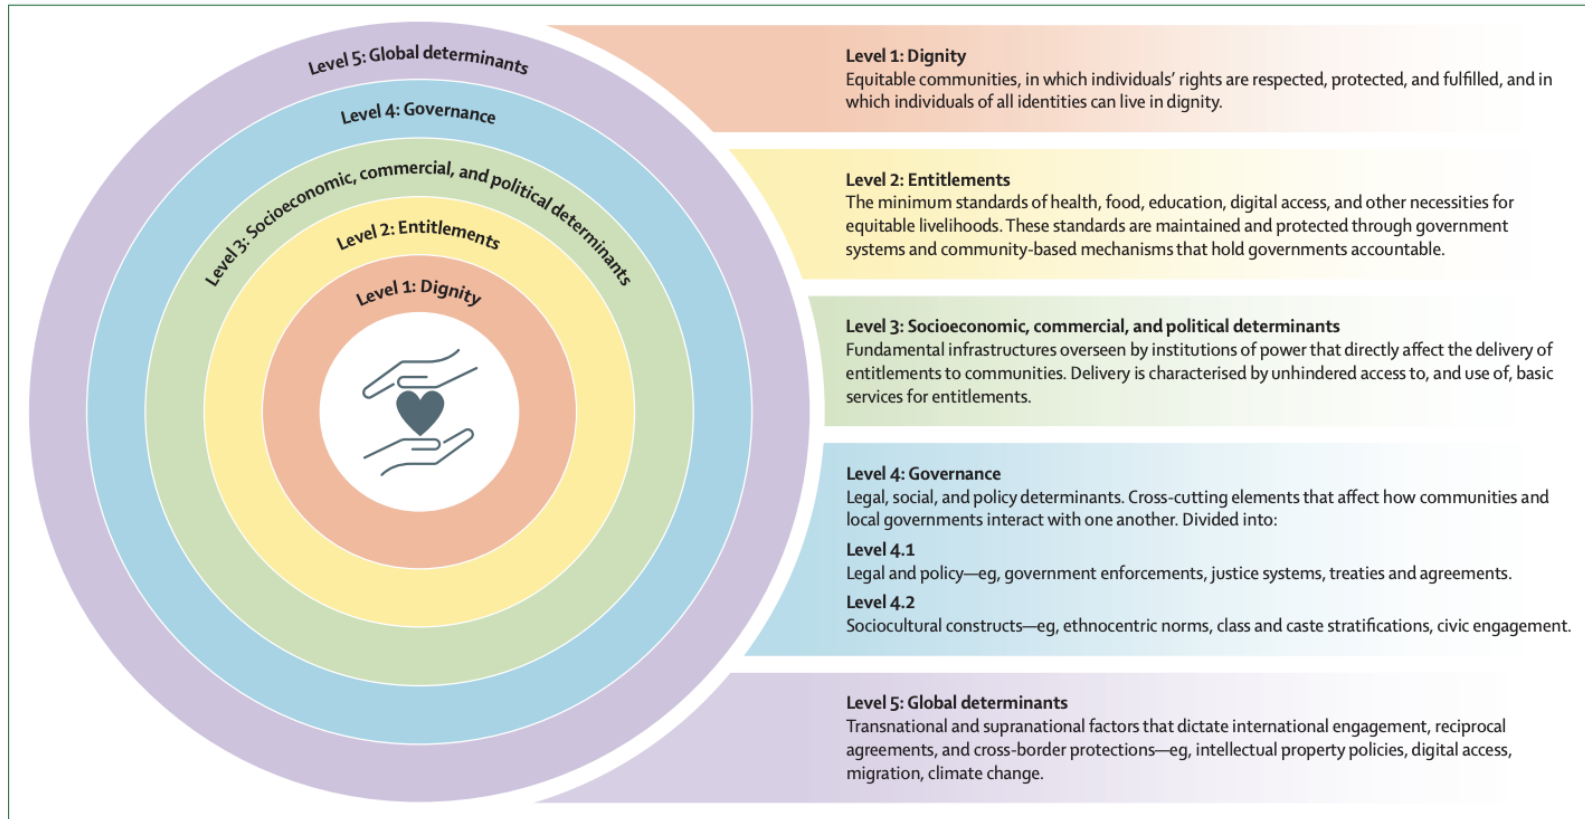 Level 5: Global determinants
Level 4: Governance
Level 3: Socioeconomic, commercial, and political determinants
Level 2: Entitlements
Level 1: Dignity
Level 1: Dignity
Equitable communities, in which individuals’ rights are respected, protected, and fulfilled, and in
which individuals of all identities can live in dignity.
Level 2: Entitlements
The minimum standards of health, food, education, digital access, and other necessities for
equitable livelihoods. These standards are maintained and protected through government
systems and community-based mechanisms that hold governments accountable.
Level 3: Socioeconomic, commercial, and political determinants
Fundamental infrastructures overseen by institutions of power that directly affect the delivery of
entitlements to communities. Delivery is characterised by unhindered access to, and use of, basic
services for entitlements.
Level 4: Governance
Legal, social, and policy determinants. Cross-cutting elements that affect how communities and
local governments interact with one another. Divided into:
Level 4.1
Legal and policy—eg, government enforcements, justice systems, treaties and agreements.
Level 4.2
Sociocultural constructs—eg, ethnocentric norms, class and caste stratifications, civic engagement.
Level 5: Global determinants
Transnational and supranational factors that dictate international engagement, reciprocal
agreements, and cross-border protections—eg, intellectual property policies, digital access,
migration, climate change.